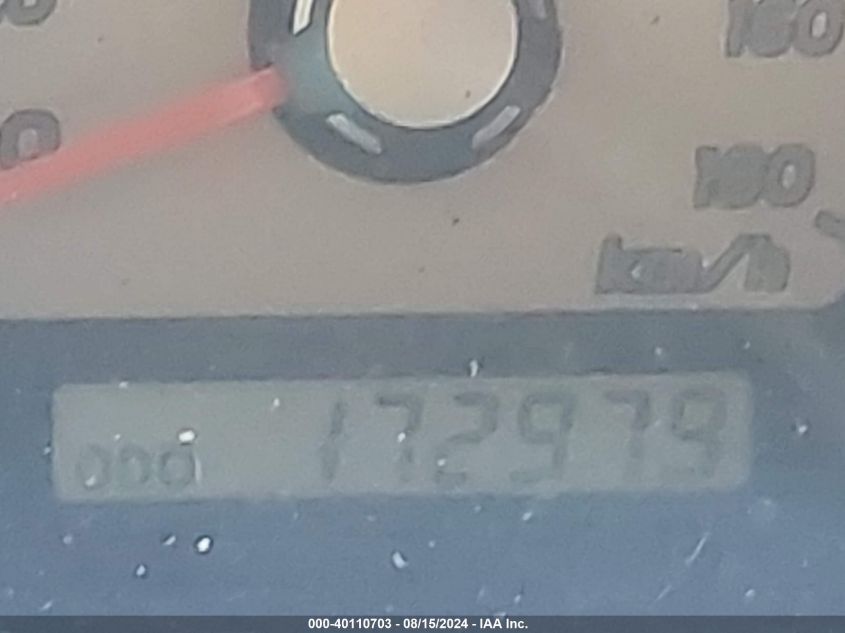 160
180
km/h
ODO 172979
000-40110703 - 08/15/2024 - IAA Inc.